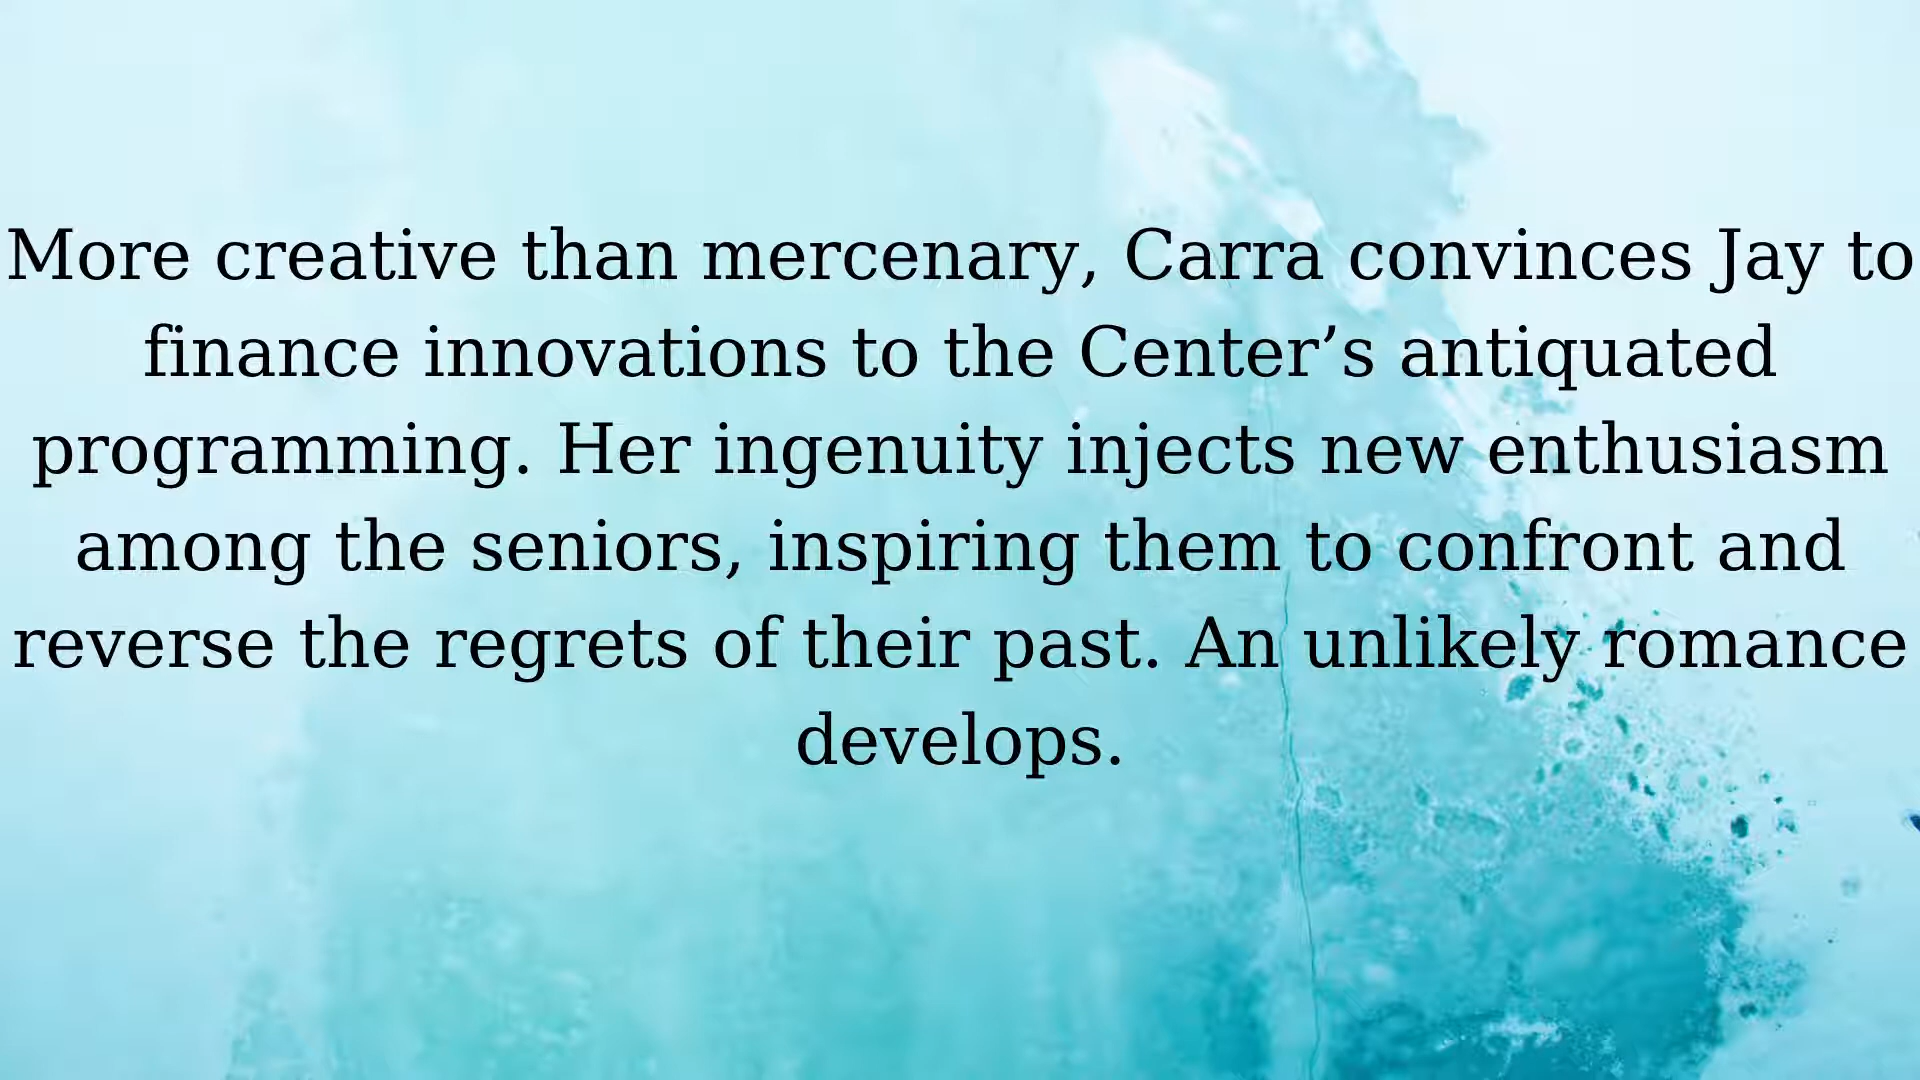 More creative than mercenary, Carra convinces Jay to
finance innovations to the Center’s antiquated
programming. Her ingenuity injects new enthusiasm
among the seniors, inspiring them to confront and
reverse the regrets of their past. An unlikely romance
develops.